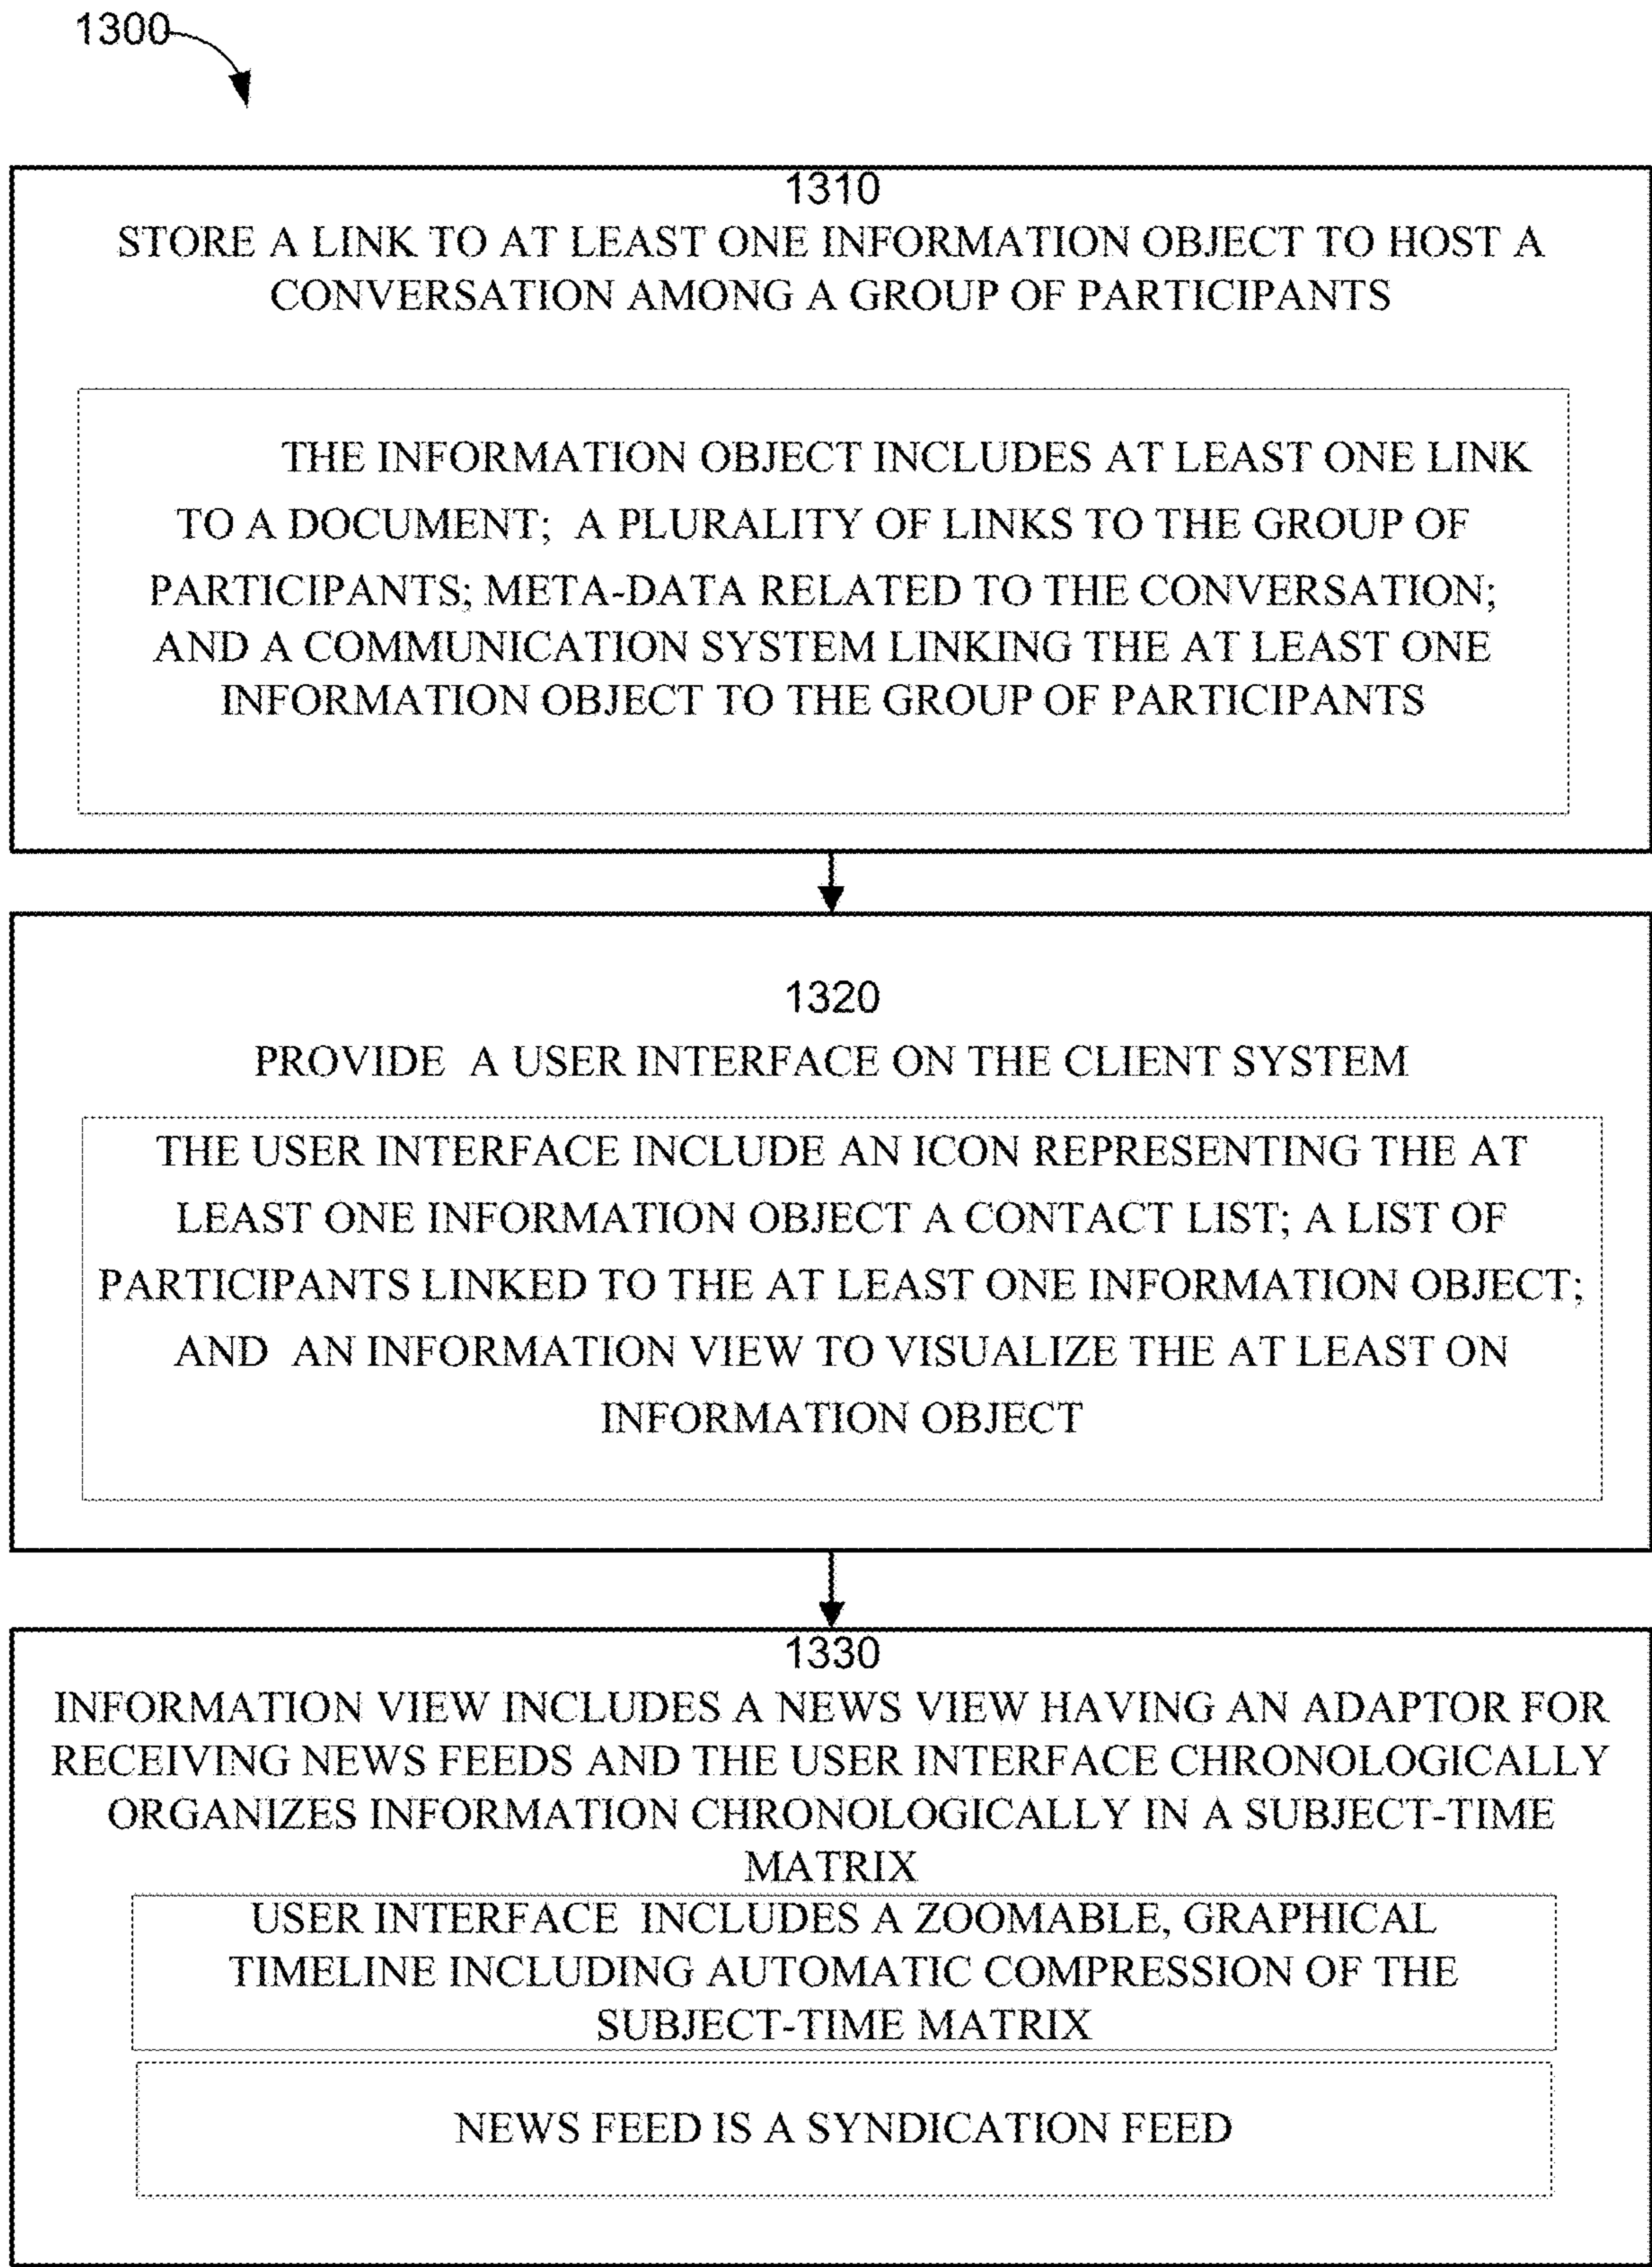 1300
1310
STORE A LINK TO AT LEAST ONE INFORMATION OBJECT TO HOST A
CONVERSATION AMONG A GROUP OF PARTICIPANTS
THE INFORMATION OBJECT INCLUDES AT LEAST ONE LINK
TO A DOCUMENT; A PLURALITY OF LINKS TO THE GROUP OF
PARTICIPANTS; META-DATA RELATED TO THE CONVERSATION;
AND A COMMUNICATION SYSTEM LINKING THE AT LEAST ONE
INFORMATION OBJECT TO THE GROUP OF PARTICIPANTS
1320
PROVIDE A USER INTERFACE ON THE CLIENT SYSTEM
THE USER INTERFACE INCLUDE AN ICON REPRESENTING THE AT
LEAST ONE INFORMATION OBJECT A CONTACT LIST; A LIST OF
PARTICIPANTS LINKED TO THE AT LEAST ONE INFORMATION OBJECT;
AND AN INFORMATION VIEW TO VISUALIZE THE AT LEAST ON
INFORMATION OBJECT
1330
INFORMATION VIEW INCLUDES A NEWS VIEW HAVING AN ADAPTOR FOR
RECEIVING NEWS FEEDS AND THE USER INTERFACE CHRONOLOGICALLY
ORGANIZES INFORMATION CHRONOLOGICALLY IN A SUBJECT-TIME
MATRIX
USER INTERFACE INCLUDES A ZOOMABLE, GRAPHICAL
TIMELINE INCLUDING AUTOMATIC COMPRESSION OF THE
SUBJECT-TIME MATRIX
NEWS FEED IS A SYNDICATION FEED